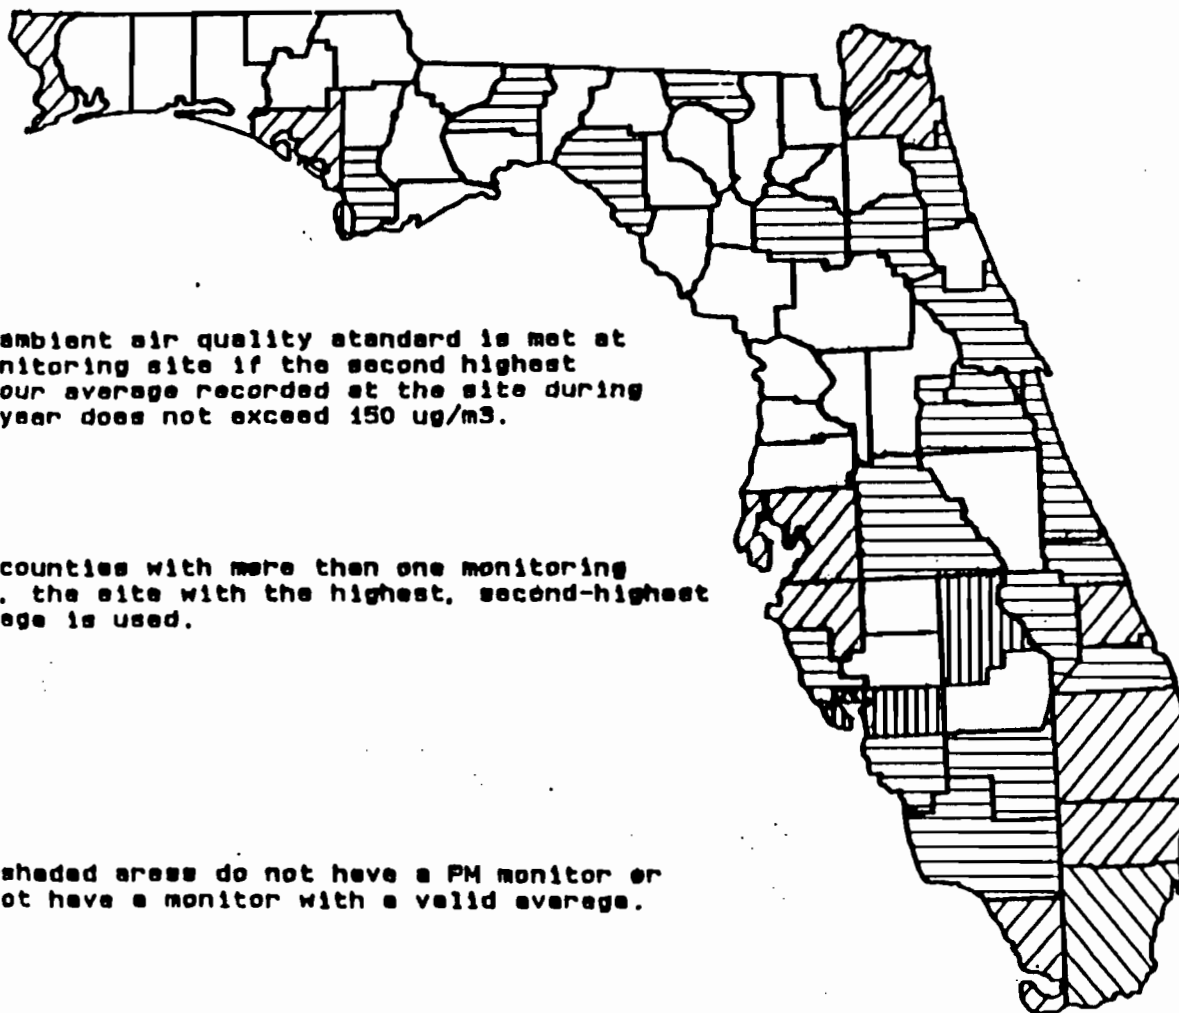 ambient air quality standard is met at
nitoring site if the second highest
our average recorded at the site during
year does not exceed 150 ug/m3.
counties with more than one monitoring
. the site with the highest, second-highest
age is used.
shaded areas do not have a PM monitor or
ot have a monitor with a valid average.